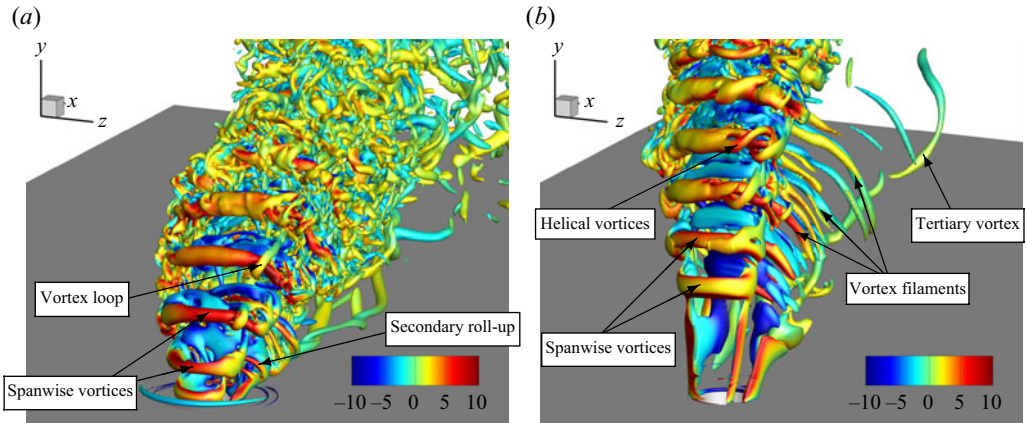 (a)
y
x
z
Vortex loop
Secondary roll-up
Spanwise vortices
–10 –5 0 5 10
(b)
y
x
z
Helical vortices
Tertiary vortex
Vortex filaments
Spanwise vortices
–10 –5 0 5 10